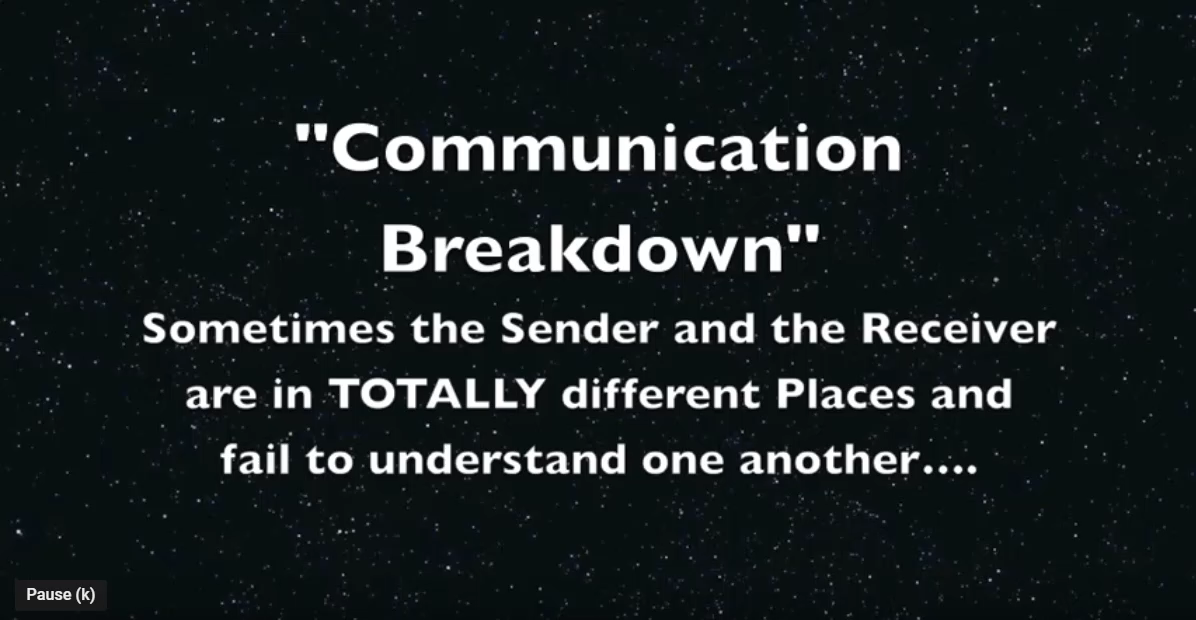 "Communication
Breakdown"
Sometimes the Sender and the Receiver
are in TOTALLY different Places and
fail to understand one another....
Pause (k)